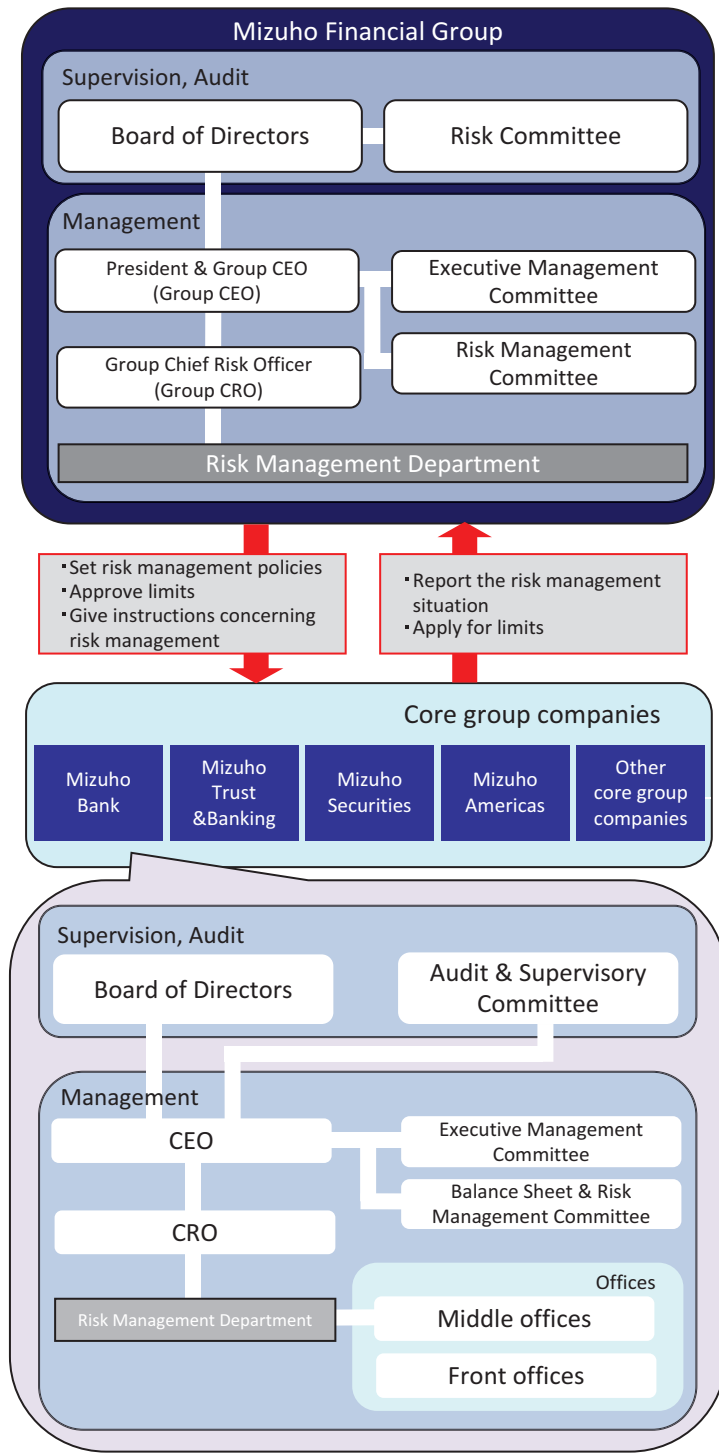 Mizuho Financial Group
Supervision, Audit
Board of Directors
Risk Committee
Management
President & Group CEO
(Group CEO)
Executive Management
Committee
Group Chief Risk Officer
(Group CRO)
Risk Management
Committee
Risk Management Department
・Set risk management policies
・Approve limits
・Give instructions concerning
risk management
・Report the risk management
situation
・Apply for limits
Core group companies
Mizuho
Bank
Mizuho
Trust
&Banking
Mizuho
Securities
Mizuho
Americas
Other
core group
companies
Supervision, Audit
Board of Directors
Audit & Supervisory
Committee
Management
CEO
Executive Management
Committee
Balance Sheet & Risk
Management Committee
CRO
Risk Management Department
Offices
Middle offices
Front offices